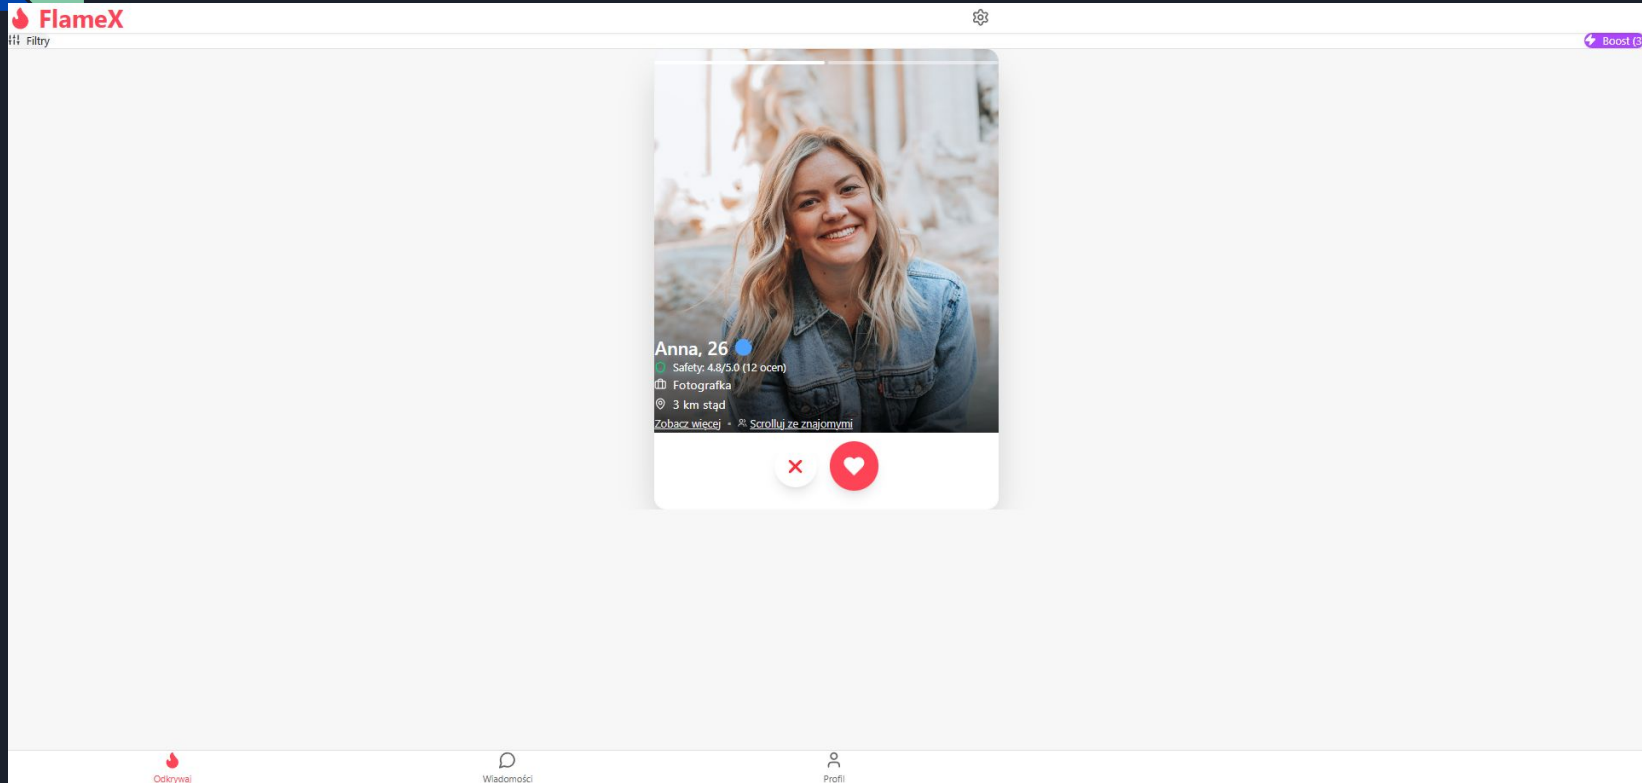 FlameX
Filtry
Boost (3
Anna, 26
Safety: 4.8/5.0 (12 ocen)
Fotografka
3 km stąd
Zobacz więcej • Scrolluj ze znajomymi
Odkrywaj
Wiadomości
Profil